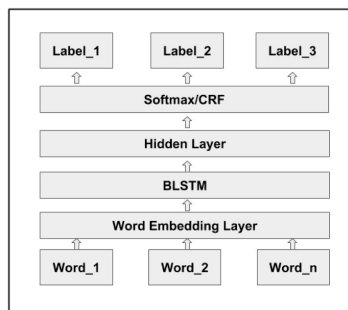 Label_1 Label_2 Label_3
Softmax/CRF
Hidden Layer
BLSTM
Word Embedding Layer
Word_1 Word_2 Word_n